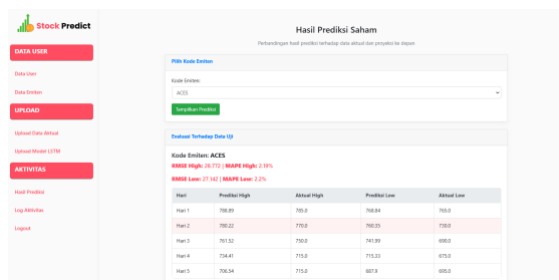 Stock Predict
DATA USER
Data User
Data Emiten
UPLOAD
Upload Data Aktual
Upload Model LSTM
AKTIVITAS
Hasil Prediksi
Log Aktivitas
Logout
Hasil Prediksi Saham
Perbandingan hasil prediksi terhadap data aktual dan proyeksi ke depan
Pilih Kode Emiten
Kode Emiten:
ACES
Tampilkan Prediksi
Evaluasi Terhadap Data Uji
Kode Emiten: ACES
RMSE High: 26.772 | MAPE High: 2.18%
RMSE Low: 27.142 | MAPE Low: 2.2%
Hari Prediksi High Aktual High Prediksi Low Aktual Low
Hari 1 788.89 785.0 768.84 760.0
Hari 2 780.22 770.0 760.35 730.0
Hari 3 761.52 750.0 741.99 690.0
Hari 4 734.41 715.0 715.33 675.0
Hari 5 706.54 715.0 687.9 690.0